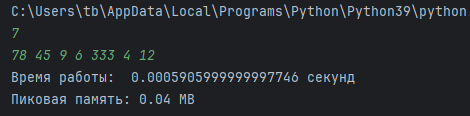 C:\Users\tb\AppData\Local\Programs\Python\Python39\python
7
78 45 9 6 333 4 12
Время работы:  0.0005905999999997746 секунд
Пиковая память: 0.04 MB